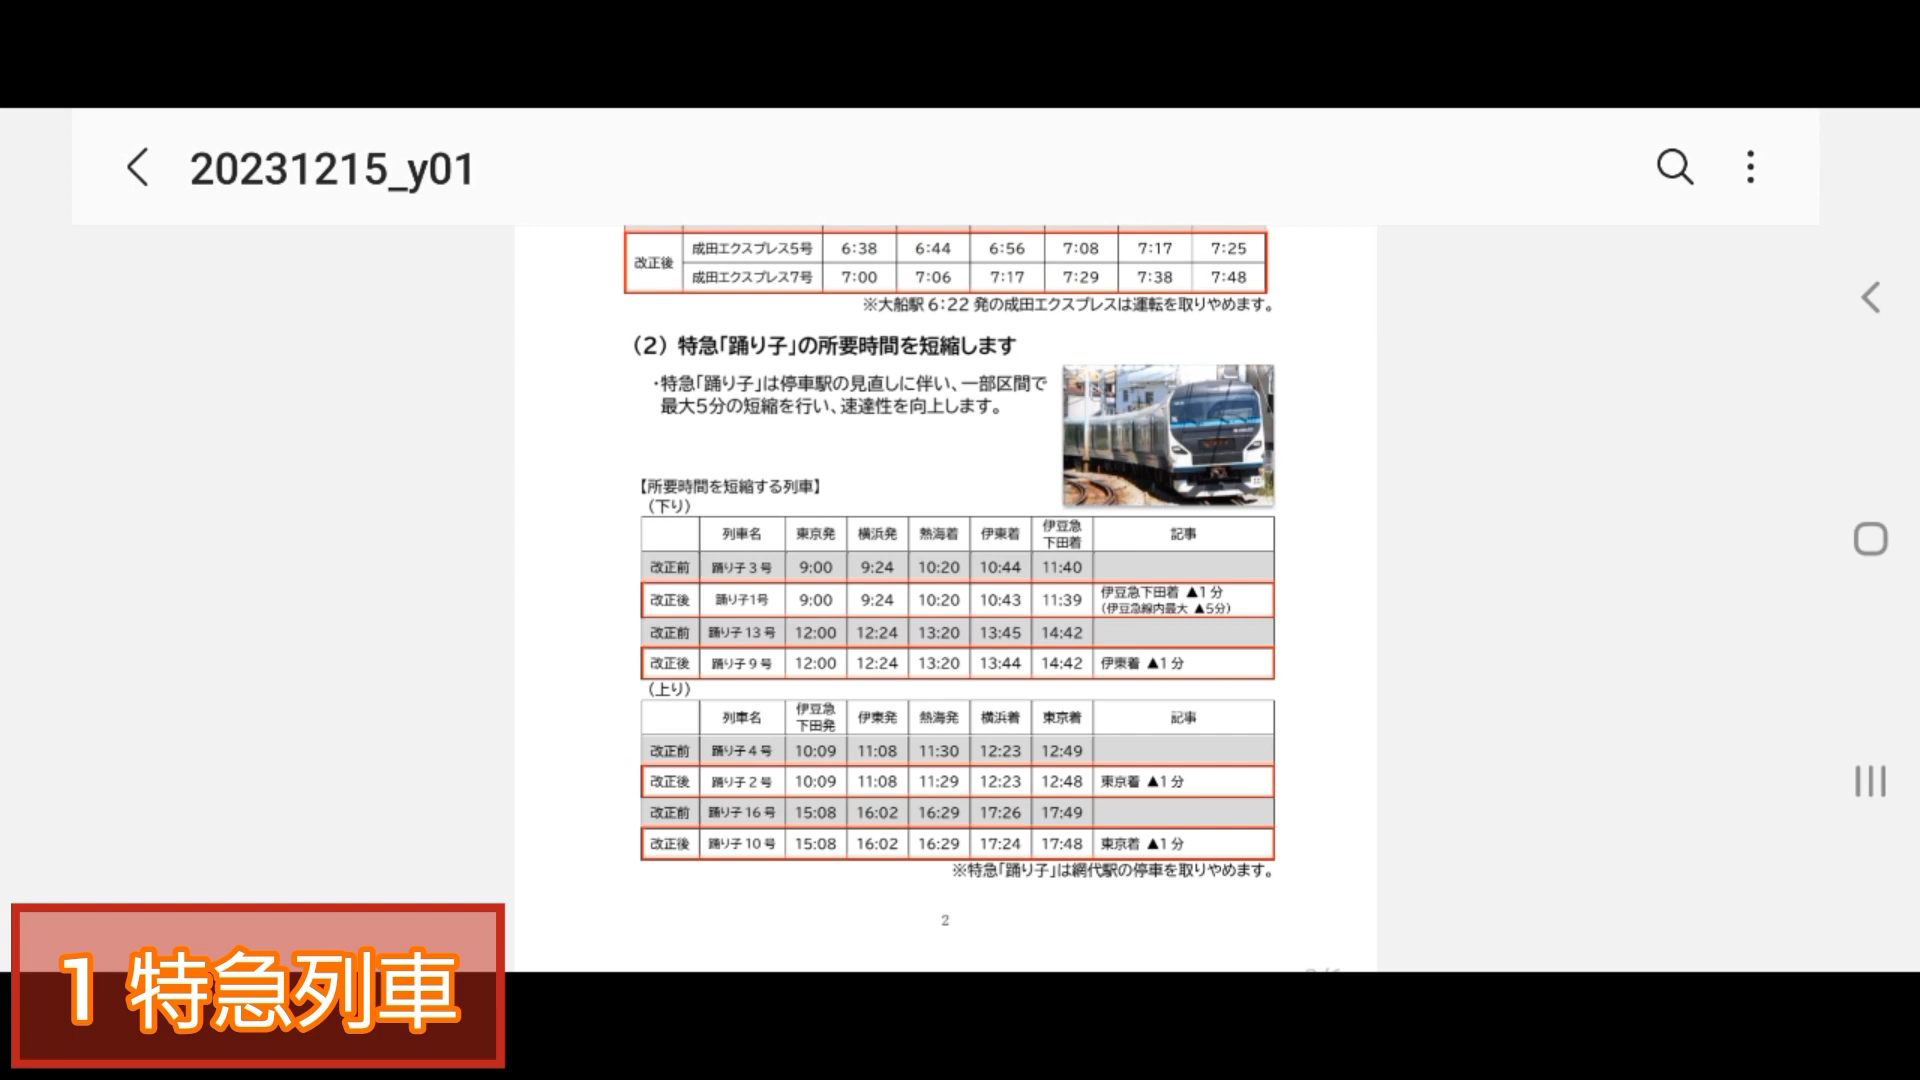 20231215_y01
改正後 成田エクスプレス5号 6:38 6:44 6:56 7:08 7:17 7:25
成田エクスプレス7号 7:00 7:06 7:17 7:29 7:38 7:48
※大船駅 6:22 発の成田エクスプレスは運転を取りやめます。
（2）特急「踊り子」の所要時間を短縮します
・特急「踊り子」は停車駅の見直しに伴い、一部区間で
最大5分の短縮を行い、速達性を向上します。
【所要時間を短縮する列車】
（下り）
列車名 東京発 横浜発 熱海着 伊東着 伊豆急下田着 記事
改正前 踊り子 3 号 9:00 9:24 10:20 10:44 11:40
改正後 踊り子1号 9:00 9:24 10:20 10:43 11:39 伊豆急下田着 ▲1 分
（伊豆急線内最大 ▲5分）
改正前 踊り子 13 号 12:00 12:24 13:20 13:45 14:42
改正後 踊り子 9 号 12:00 12:24 13:20 13:44 14:42 伊東着 ▲1 分
（上り）
列車名 伊豆急下田発 伊東発 熱海発 横浜着 東京着 記事
改正前 踊り子 4 号 10:09 11:08 11:30 12:23 12:49
改正後 踊り子 2 号 10:09 11:08 11:29 12:23 12:48 東京着 ▲1 分
改正前 踊り子 16 号 15:08 16:02 16:29 17:26 17:49
改正後 踊り子 10 号 15:08 16:02 16:29 17:24 17:48 東京着 ▲1 分
※特急「踊り子」は網代駅の停車を取りやめます。
2
1 特急列車